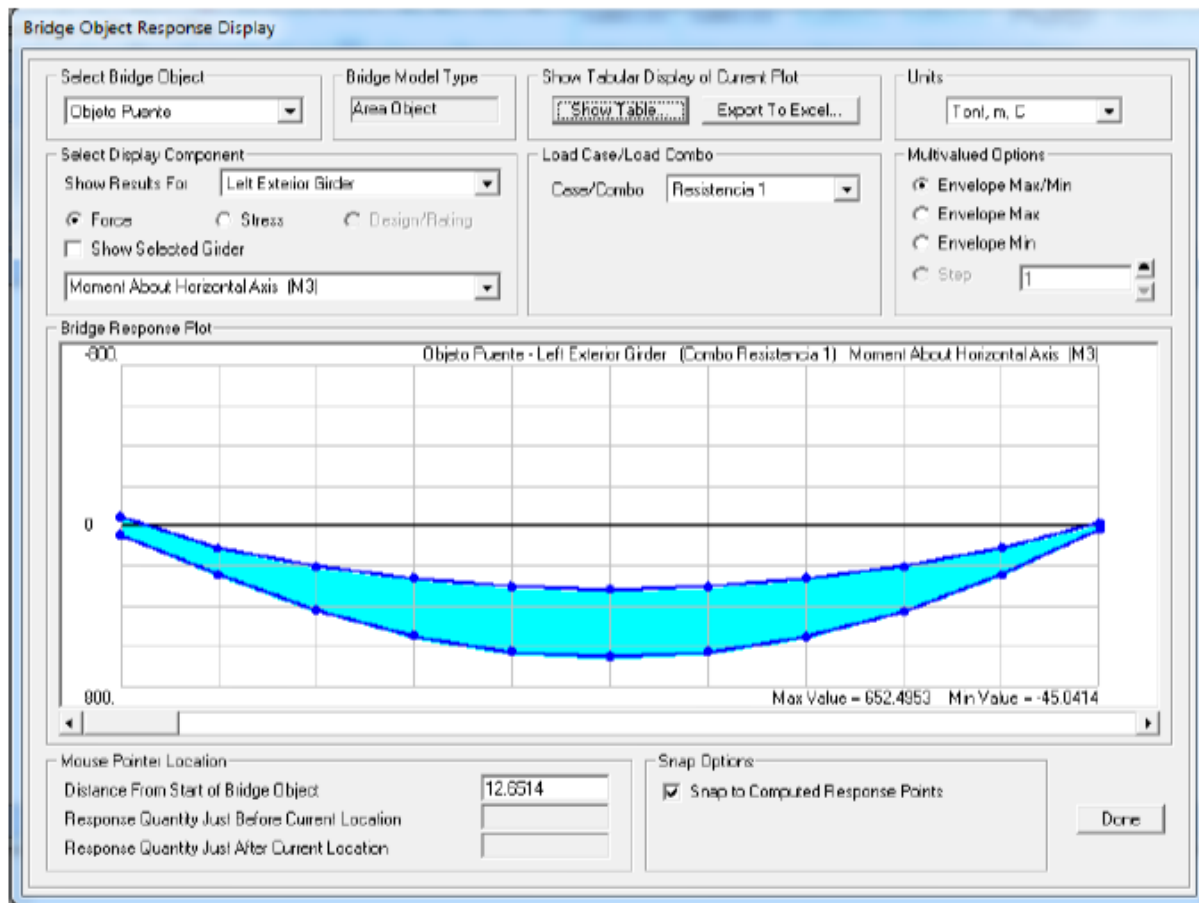 Bridge Object Response Display
Select Bridge Object
Objeto Puente
Bridge Model Type
Area Object
Show Tabular Display of Current Plot
Show Table...
Export To Excel...
Units
Tonf, m, C
Select Display Component
Show Results For
Left Exterior Girder
Force
Stress
Design/Rating
Show Selected Girder
Moment About Horizontal Axis (M3)
Load Case/Load Combo
Case/Combo
Resistencia 1
Multivalued Options
Envelope Max/Min
Envelope Max
Envelope Min
Step
1
Bridge Response Plot
-800.
Objeto Puente - Left Exterior Girder (Combo Resistencia 1) Moment About Horizontal Axis (M3)
0
800.
Max Value = 652.4953 Min Value = -45.0414
Mouse Pointer Location
Distance From Start of Bridge Object
12.6514
Response Quantity Just Before Current Location
Response Quantity Just After Current Location
Snap Options
Snap to Computed Response Points
Done